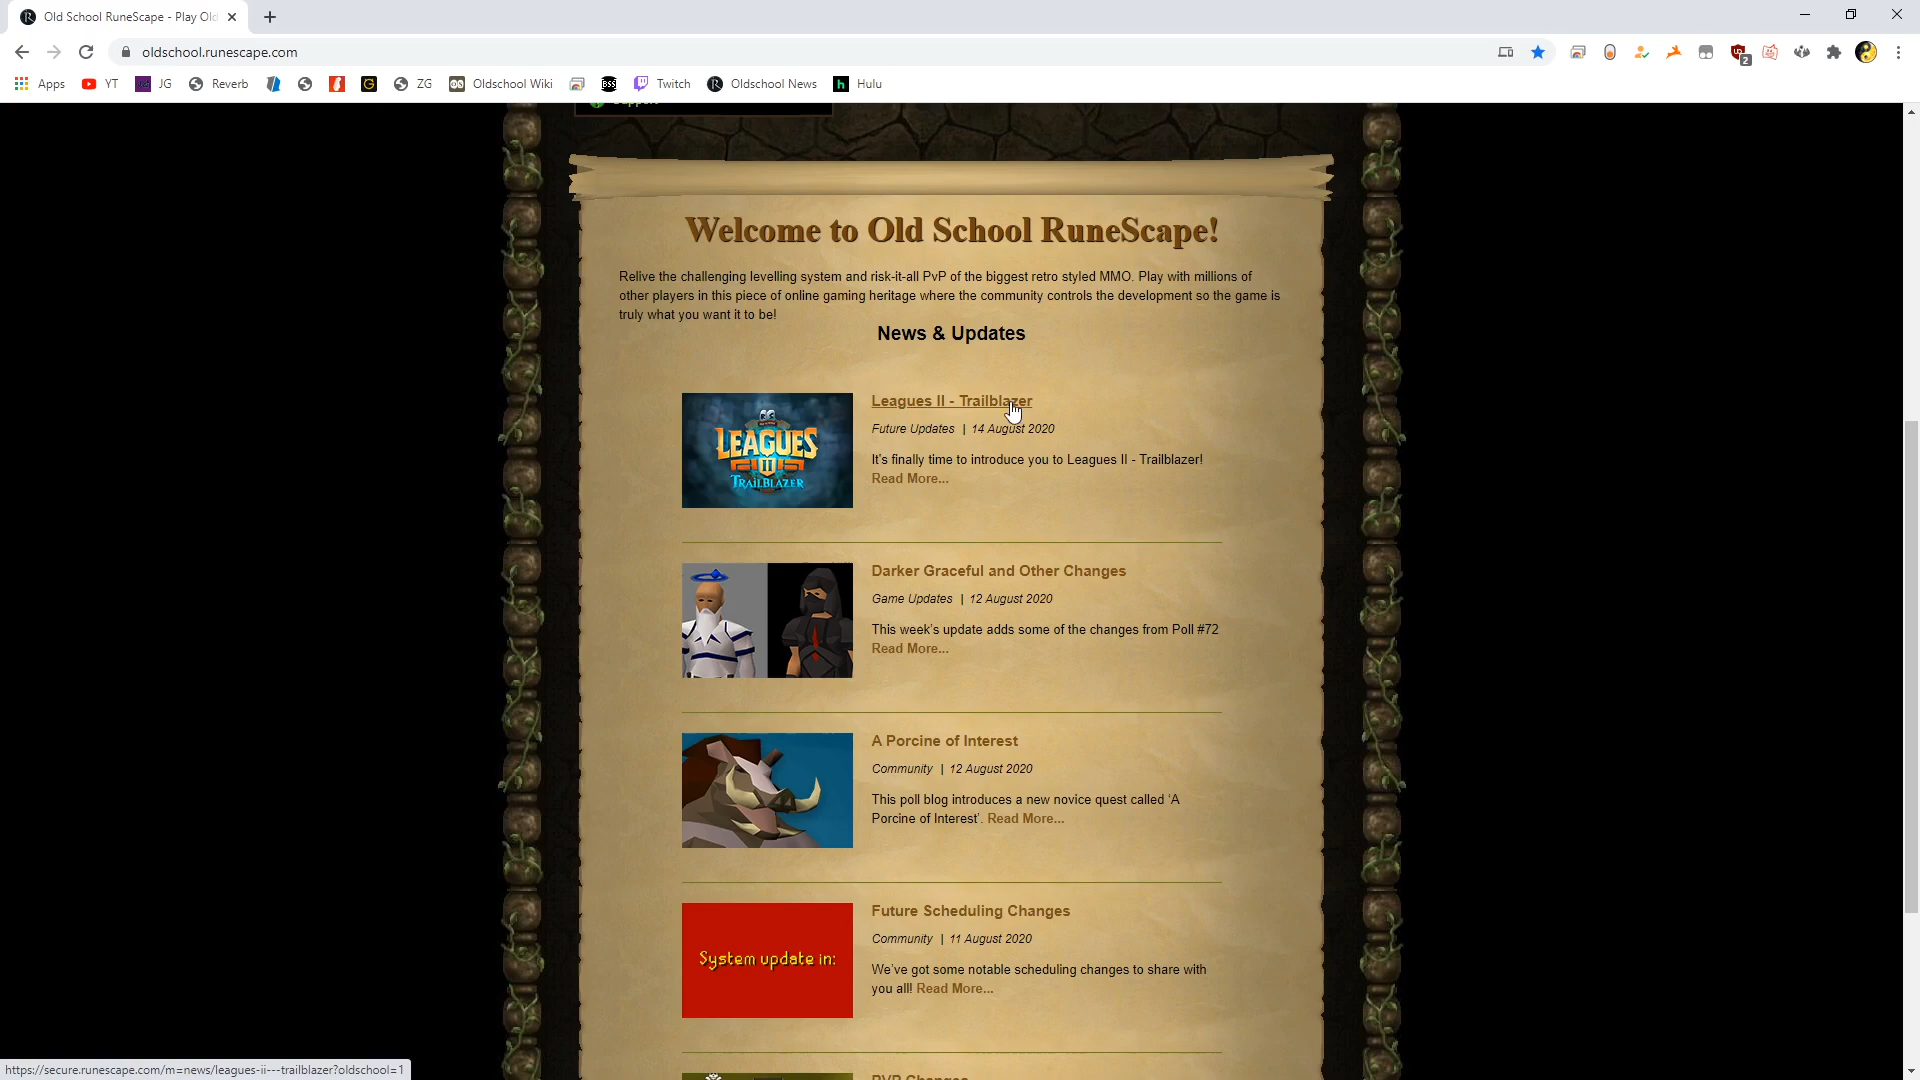 Old School RuneScape - Play Old
oldschool.runescape.com
2
Apps YT JG Reverb ZG Oldschool Wiki BSS Twitch Oldschool News Hulu
Support
Welcome to Old School RuneScape!
Relive the challenging levelling system and risk-it-all PvP of the biggest retro styled MMO. Play with millions of
other players in this piece of online gaming heritage where the community controls the development so the game is
truly what you want it to be!
News & Updates
LEAGUES
II
TRAILBLAZER
Leagues II - Trailblazer
Future Updates | 14 August 2020
It's finally time to introduce you to Leagues II - Trailblazer!
Read More...
Darker Graceful and Other Changes
Game Updates | 12 August 2020
This week's update adds some of the changes from Poll #72
Read More...
A Porcine of Interest
Community | 12 August 2020
This poll blog introduces a new novice quest called ‘A
Porcine of Interest’. Read More...
System update in:
Future Scheduling Changes
Community | 11 August 2020
We've got some notable scheduling changes to share with
you all! Read More...
PVP Changes
https://secure.runescape.com/m=news/leagues-ii---trailblazer?oldschool=1